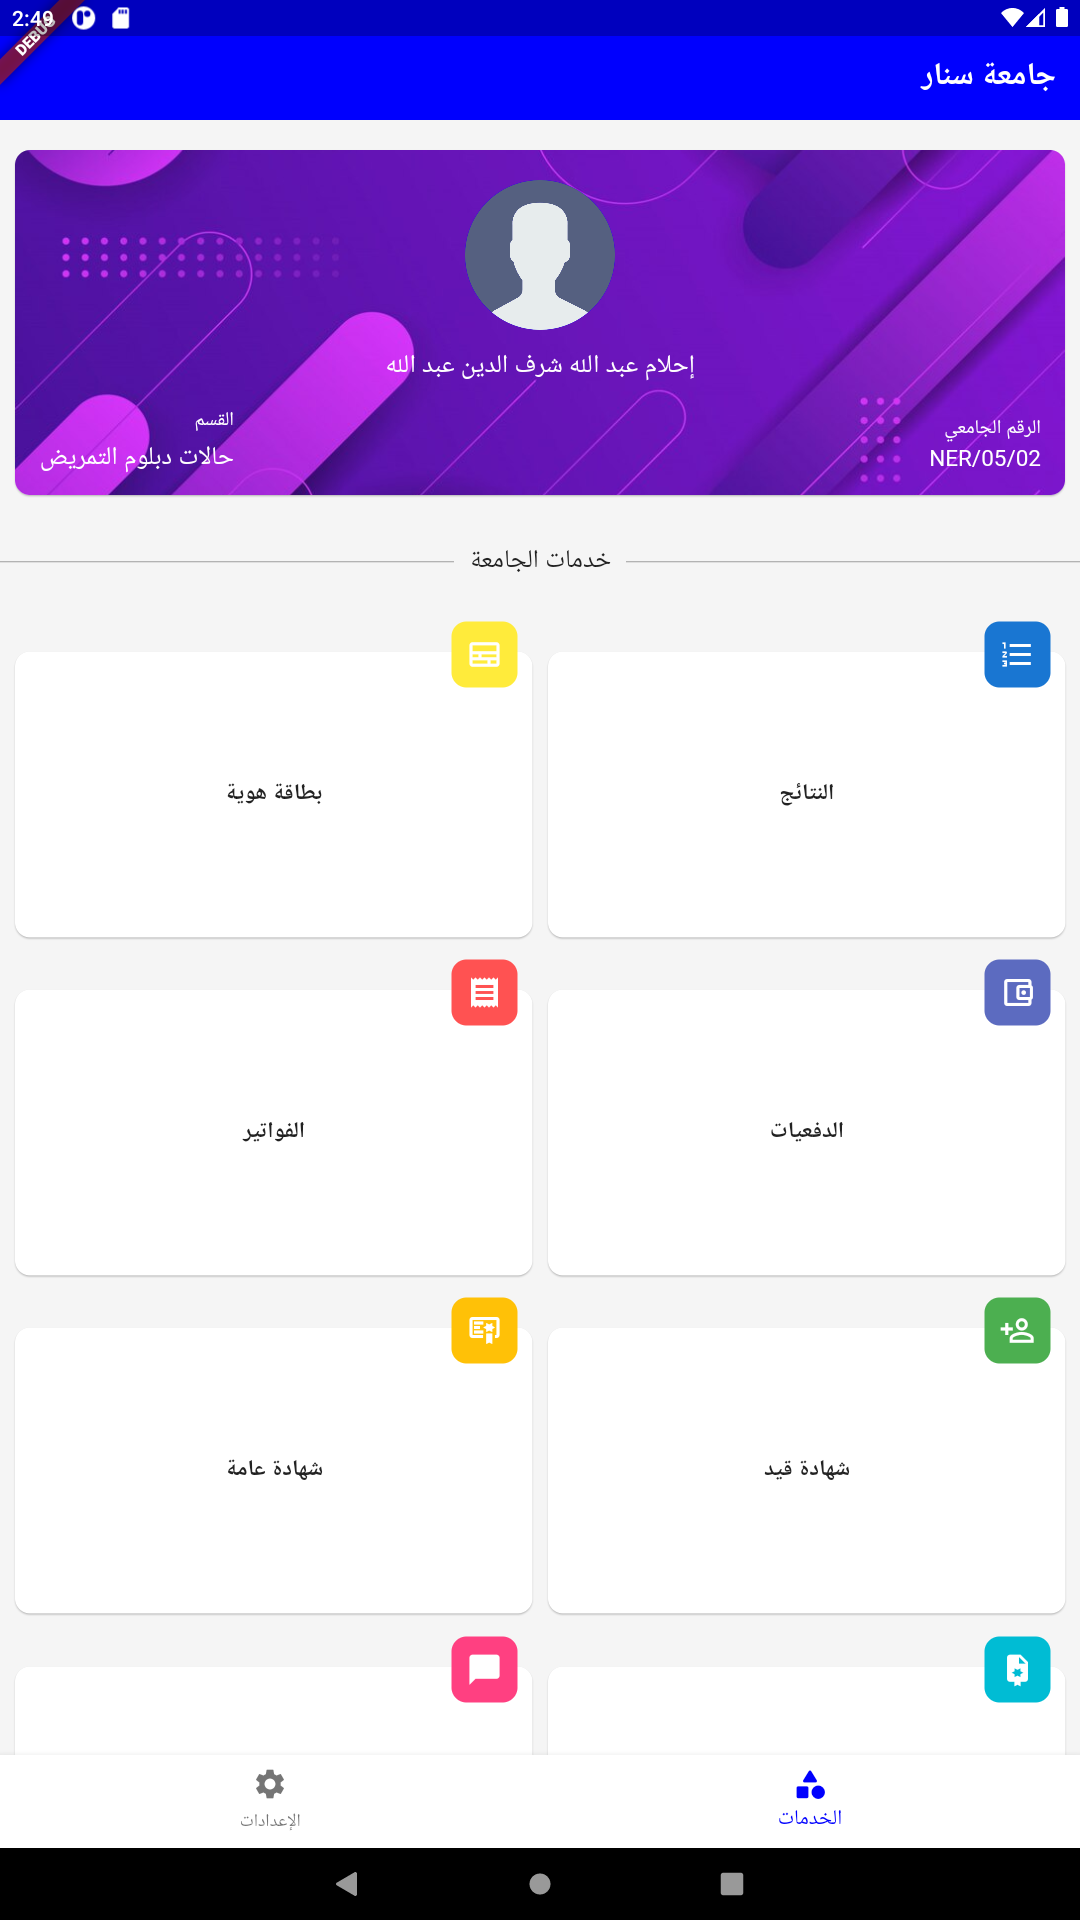 2:49
DEBUG
جامعة سنار
إحلام عبد الله شرف الدين عبد الله
الرقم الجامعي
NER/05/02
القسم
حالات دبلوم التمريض
خدمات الجامعة
النتائج
بطاقة هوية
الدفعيات
الفواتير
شهادة قيد
شهادة عامة
الخدمات
الإعدادات